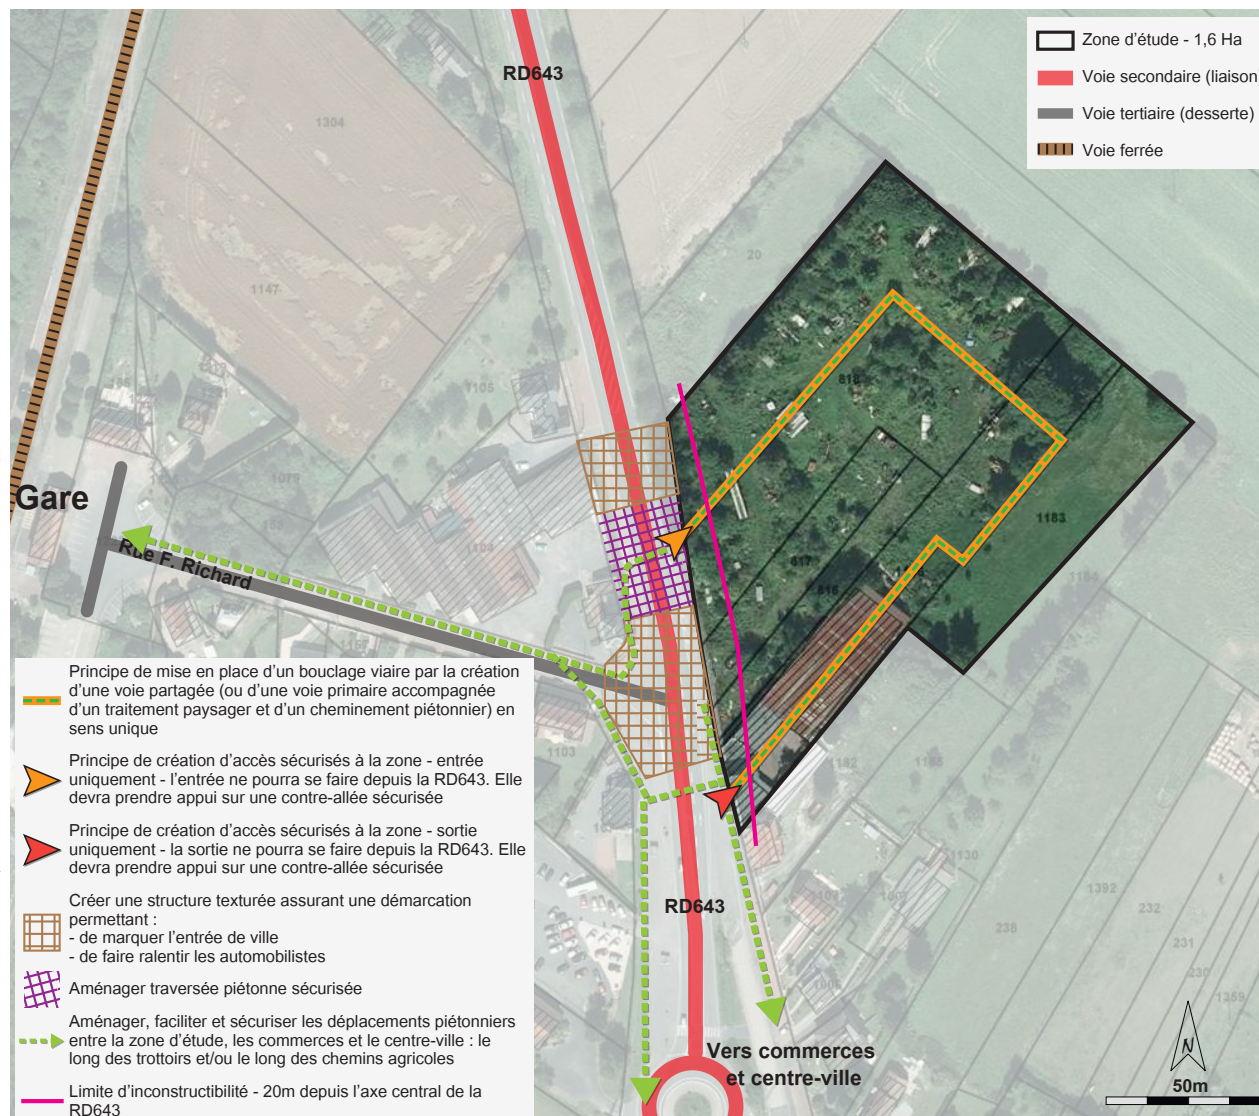 RD643
Zone d'étude - 1,6 Ha
Voie secondaire (liaison
Voie tertiaire (desserte)
Voie ferrée
1304
20
1147
1106
818
1079
1183
104
817
816
1184
Gare
Rue F. Richard
Principe de mise en place d'un bouclage viaire par la création
d'une voie partagée (ou d'une voie primaire accompagnée
d'un traitement paysager et d'un cheminement piétonnier) en
sens unique
Principe de création d'accès sécurisés à la zone - entrée
uniquement - l'entrée ne pourra se faire depuis la RD643. Elle
devra prendre appui sur une contre-allée sécurisée
Principe de création d'accès sécurisés à la zone - sortie
uniquement - la sortie ne pourra se faire depuis la RD643. Elle
devra prendre appui sur une contre-allée sécurisée
Créer une structure texturée assurant une démarcation
permettant :
- de marquer l'entrée de ville
- de faire ralentir les automobilistes
Aménager traversée piétonne sécurisée
Aménager, faciliter et sécuriser les déplacements piétonniers
entre la zone d'étude, les commerces et le centre-ville : le
long des trottoirs et/ou le long des chemins agricoles
Limite d'inconstructibilité - 20m depuis l'axe central de la
RD643
1103
1182
1185
1130
1392
232
231
230
1359
238
RD643
Vers commerces
et centre-ville
N
50m